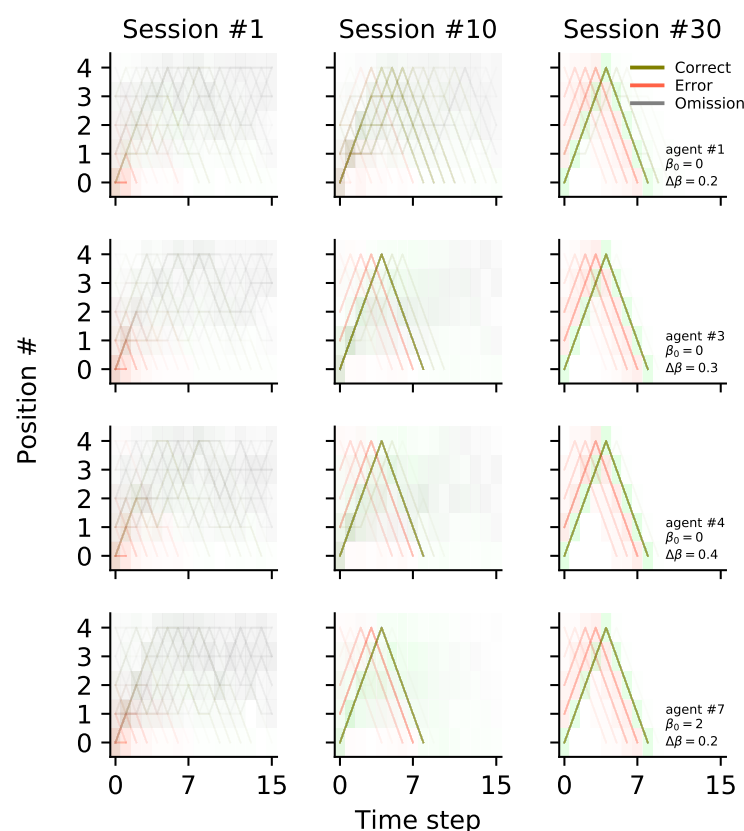 Session #1 Session #10 Session #30
4
3
2
1
0
Correct
Error
Omission
agent #1
β₀ = 0
Δβ = 0.2
4
3
2
1
0
agent #3
β₀ = 0
Δβ = 0.3
Position #
4
3
2
1
0
agent #4
β₀ = 0
Δβ = 0.4
4
3
2
1
0
agent #7
β₀ = 2
Δβ = 0.2
0 7 15 0 7 15 0 7 15
Time step